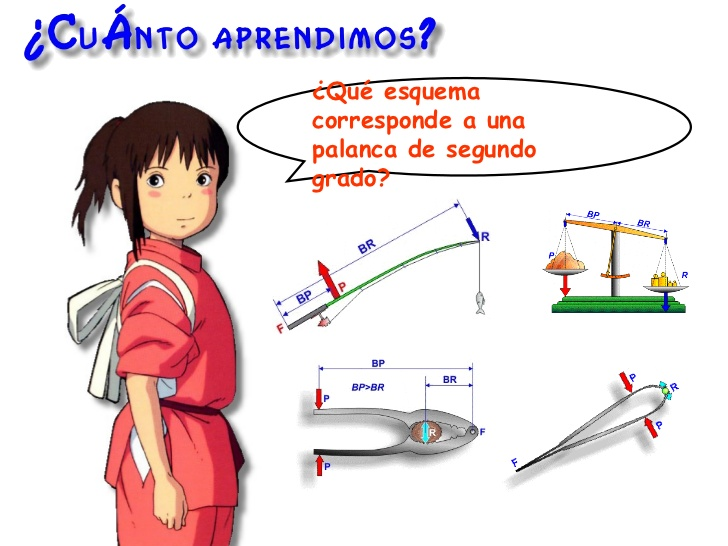 ¿CUÁNTO APRENDIMOS?
¿Qué esquema
corresponde a una
palanca de segundo
grado?
BR
R
BP
P
F
BP
BR
P
R
BP
BR
BP>BR
P
R
F
P
P
R
P
F